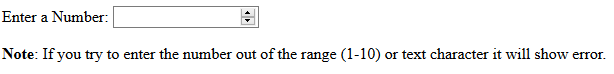 Enter a Number:
Note: If you try to enter the number out of the range (1-10) or text character it will show error.